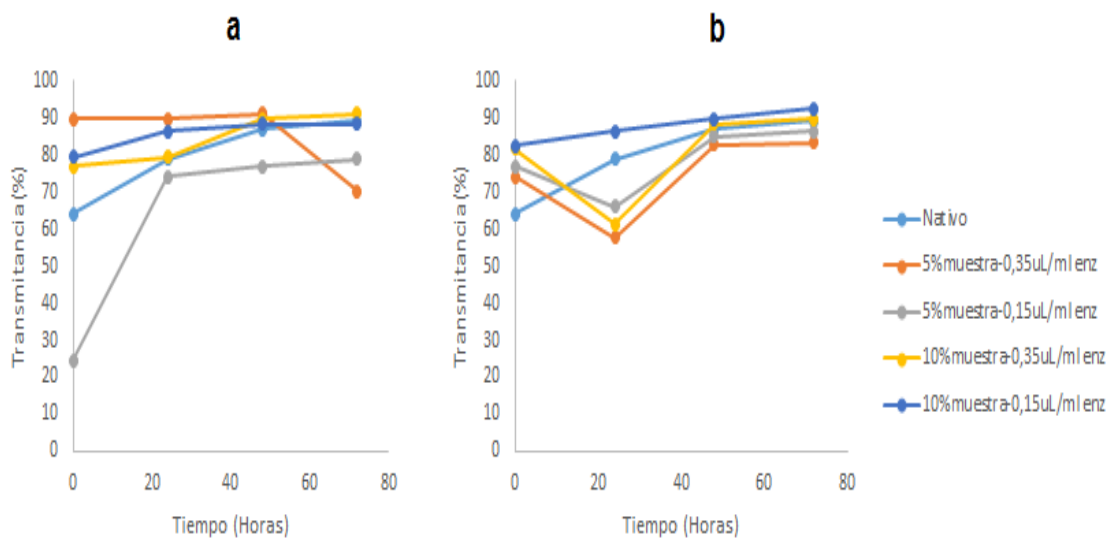 a
100
90
80
70
60
50
40
30
20
10
0
Transmitancia (%)
0 20 40 60 80
Tiempo (Horas)
b
100
90
80
70
60
50
40
30
20
10
0
Transmitancia (%)
0 20 40 60 80
Tiempo (Horas)
Nativo
5%muestra-0,35uL/ml enz
5%muestra-0,15uL/ml enz
10%muestra-0,35uL/ml enz
10%muestra-0,15uL/ml enz